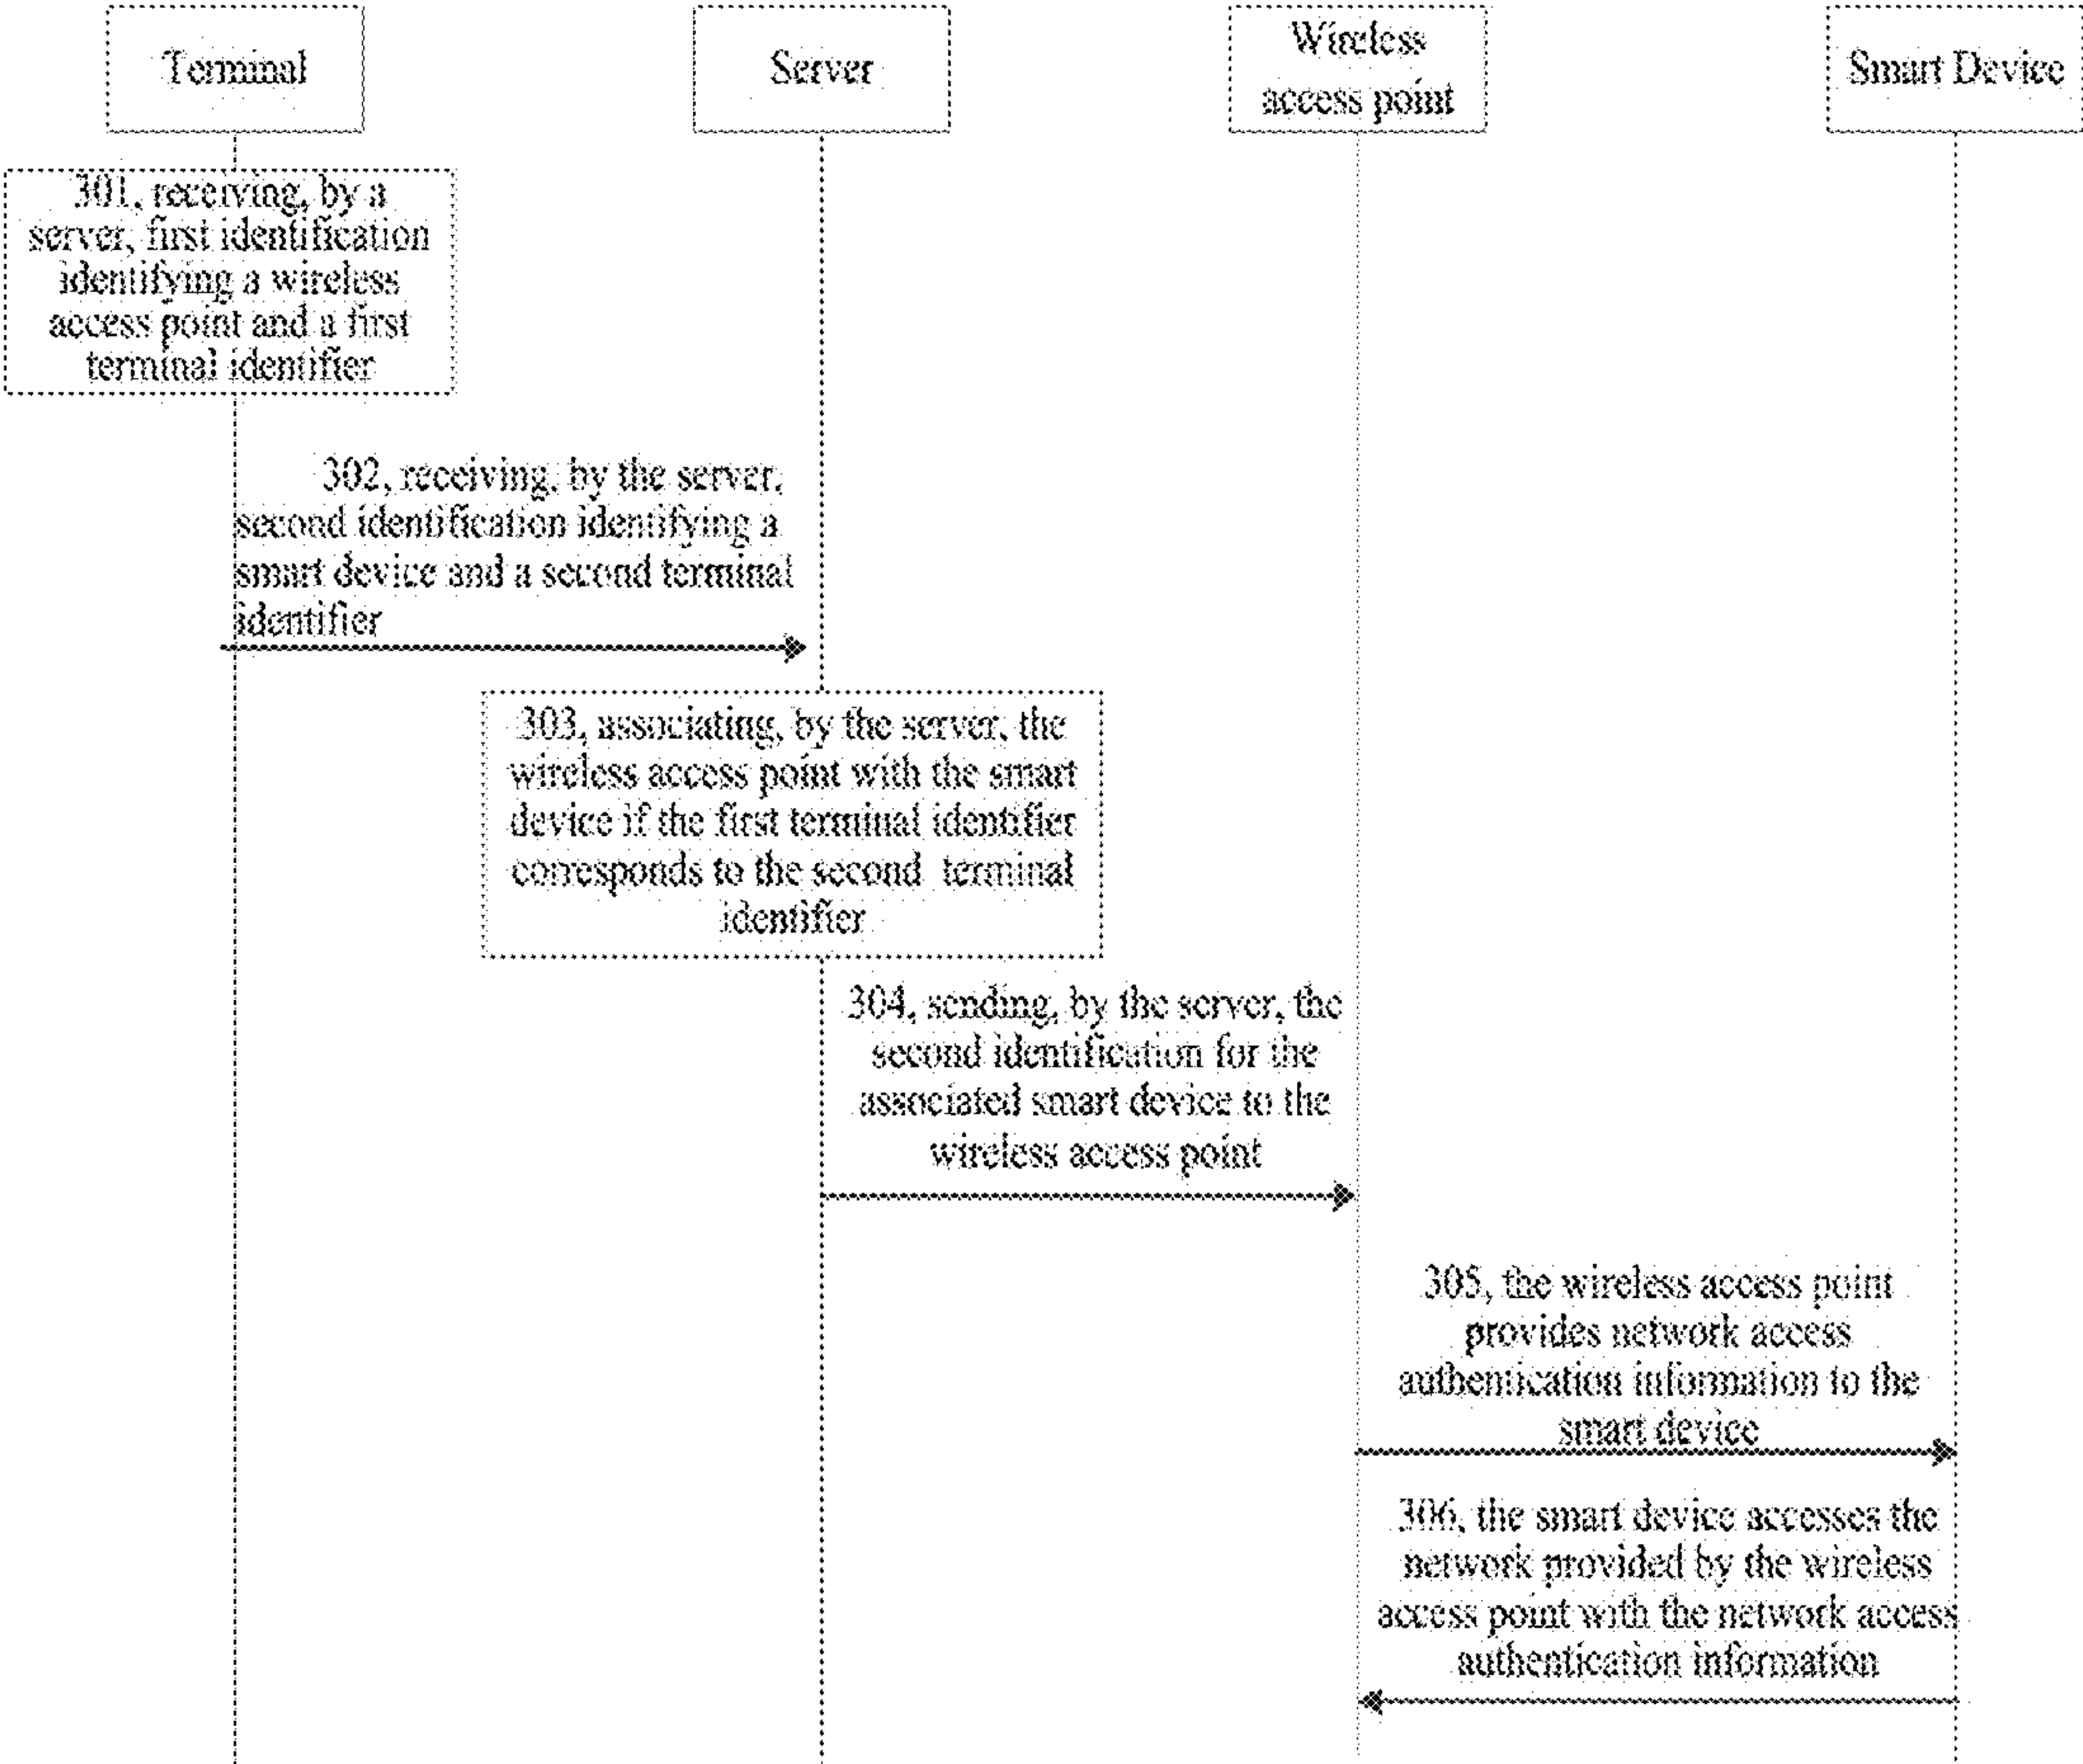 Terminal
Server
Wireless
access point
Smart Device
301, receiving, by a
server, first identification
identifying a wireless
access point and a first
terminal identifier
302, receiving, by the server,
second identification identifying a
smart device and a second terminal
identifier
303, associating, by the server, the
wireless access point with the smart
device if the first terminal identifier
corresponds to the second terminal
identifier
304, sending, by the server, the
second identification for the
associated smart device to the
wireless access point
305, the wireless access point
provides network access
authentication information to the
smart device
306, the smart device accesses the
network provided by the wireless
access point with the network access
authentication information